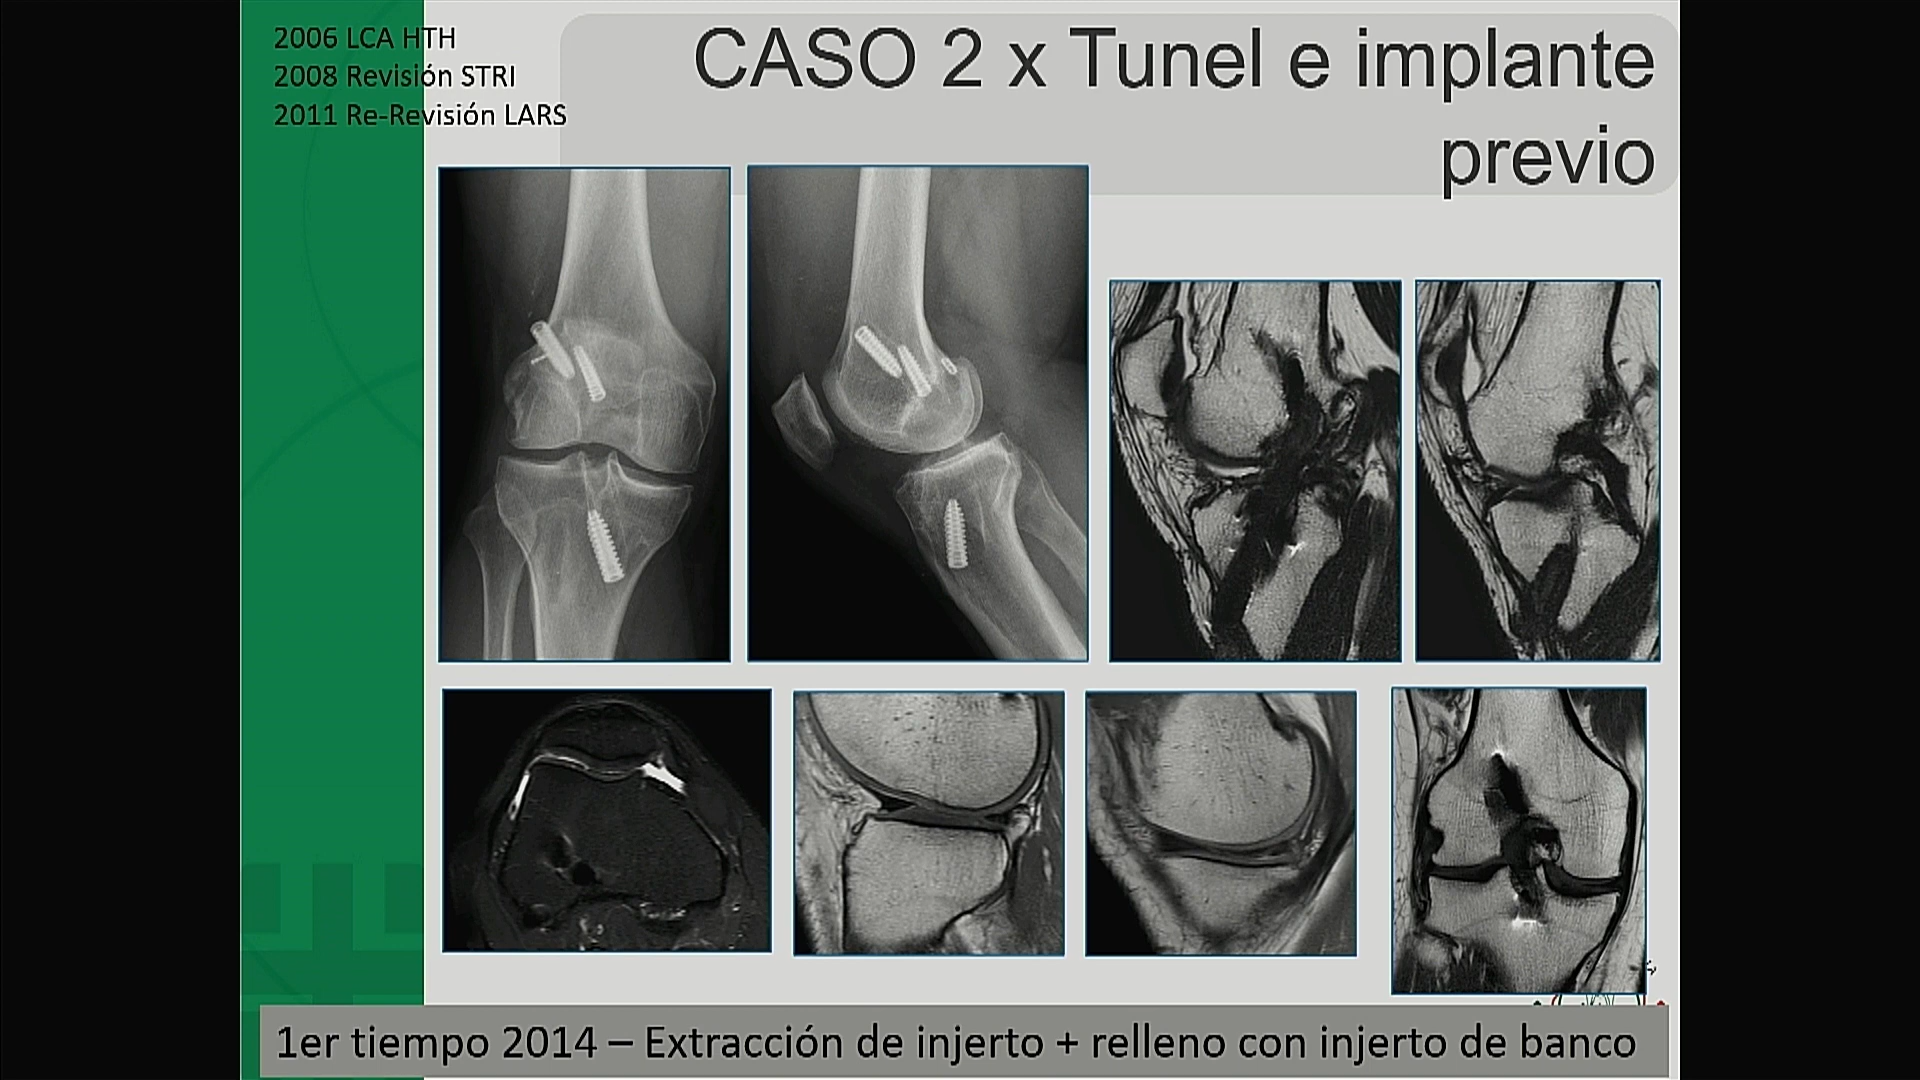 2006 LCA HTH
2008 Revisión STRI
2011 Re-Revisión LARS
CASO 2 x Tunel e implante
previo
1er tiempo 2014 – Extracción de injerto + relleno con injerto de banco